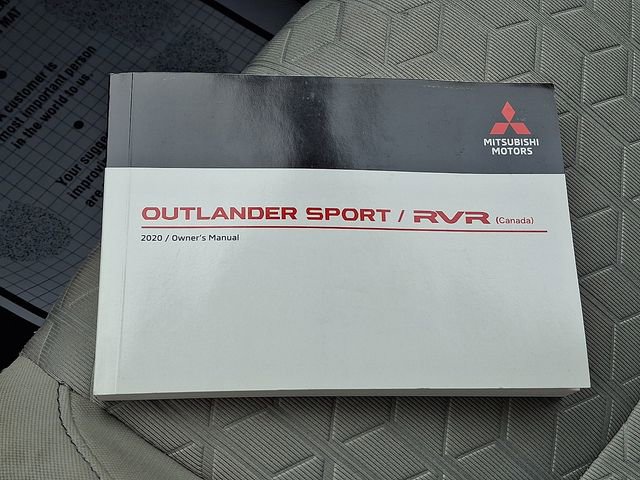 MAT
A customer is
most important person
in the world to us.
Your
improv
are
MITSUBISHI
MOTORS
OUTLANDER SPORT / RVR (Canada)
2020 / Owner's Manual